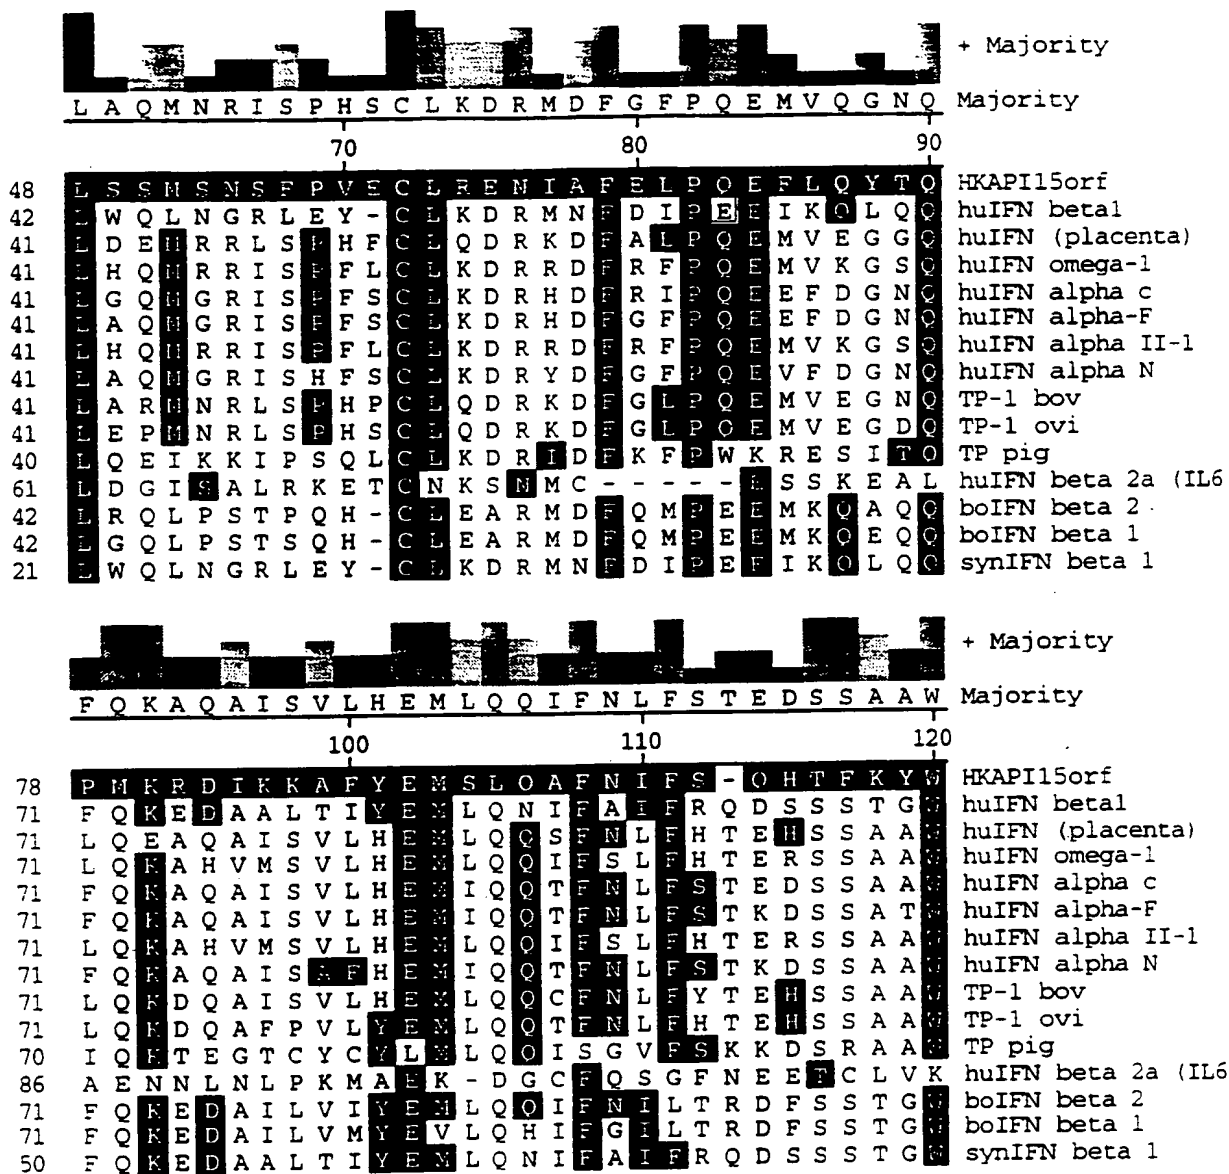 + Majority
L A Q M N R I S P H S C L K D R M D F G F P Q E M V Q G N Q Majority
70 80 90
48 L S S M S N S F P V E C L R E N I A F E L P Q E F L Q Y T Q HKAPI15orf
42 L W Q L N G R L E Y - C L K D R M N F D I P E E I K Q L Q Q huIFN beta1
41 L D E M R R L S P H F C L Q D R K D F A L P Q E M V E G G Q huIFN (placenta)
41 L H Q M R R I S P F L C L K D R R D F R F P Q E M V K G S Q huIFN omega-1
41 L G Q M G R I S P F S C L K D R H D F R I P Q E E F D G N Q huIFN alpha c
41 L A Q M G R I S P F S C L K D R H D F G F P Q E E F D G N Q huIFN alpha-F
41 L H Q M R R I S P F L C L K D R R D F R F P Q E M V K G S Q huIFN alpha II-1
41 L A Q M G R I S H F S C L K D R Y D F G F P Q E V F D G N Q huIFN alpha N
41 L A R M N R L S P H P C L Q D R K D F G L P Q E M V E G N Q TP-1 bov
41 L E P M N R L S P H S C L Q D R K D F G L P Q E M V E G D Q TP-1 ovi
40 L Q E I K K I P S Q L C L K D R I D F K F P W K R E S I T Q TP pig
61 L D G I S A L R K E T C N K S N M C - - - - - E S S K E A L huIFN beta 2a (IL6
42 L R Q L P S T P Q H - C L E A R M D F Q M P E E M K Q A Q Q boIFN beta 2
42 L G Q L P S T S Q H - C L E A R M D F Q M P E E M K Q E Q Q boIFN beta 1
21 L W Q L N G R L E Y - C L K D R M N F D I P E E I K Q L Q Q synIFN beta 1
+ Majority
F Q K A Q A I S V L H E M L Q Q I F N L F S T E D S S A A W Majority
100 110 120
78 P M K R D I K K A F Y E M S L Q A F N I F S - Q H T F K Y W HKAPI15orf
71 F Q K E D A A L T I Y E M L Q N I F A I F R Q D S S S T G W huIFN beta1
71 L Q E A Q A I S V L H E M L Q Q S F N L F H T E H S S A A W huIFN (placenta)
71 L Q K A H V M S V L H E M L Q Q I F S L F H T E R S S A A W huIFN omega-1
71 F Q K A Q A I S V L H E M I Q Q T F N L F S T E D S S A A W huIFN alpha c
71 F Q K A Q A I S V L H E M I Q Q T F N L F S T K D S S A T W huIFN alpha-F
71 L Q K A H V M S V L H E M L Q Q I F S L F H T E R S S A A W huIFN alpha II-1
71 F Q K A Q A I S A F H E M I Q Q T F N L F S T K D S S A A W huIFN alpha N
71 L Q K D Q A I S V L H E M L Q Q C F N L F Y T E H S S A A W TP-1 bov
71 L Q K D Q A F P V L Y E M L Q Q T F N L F H T E H S S A A W TP-1 ovi
70 I Q K T E G T C Y C Y L M L Q Q I S G V F S K K D S R A A W TP pig
86 A E N N L N L P K M A E K - D G C F Q S G F N E E T C L V K huIFN beta 2a (IL6
71 F Q K E D A I L V I Y E M L Q Q I F N I L T R D F S S T G W boIFN beta 2
71 F Q K E D A I L V M Y E V L Q H I F G I L T R D F S S T G W boIFN beta 1
50 F Q K E D A A L T I Y E M L Q N I F A I F R Q D S S S T G W synIFN beta 1